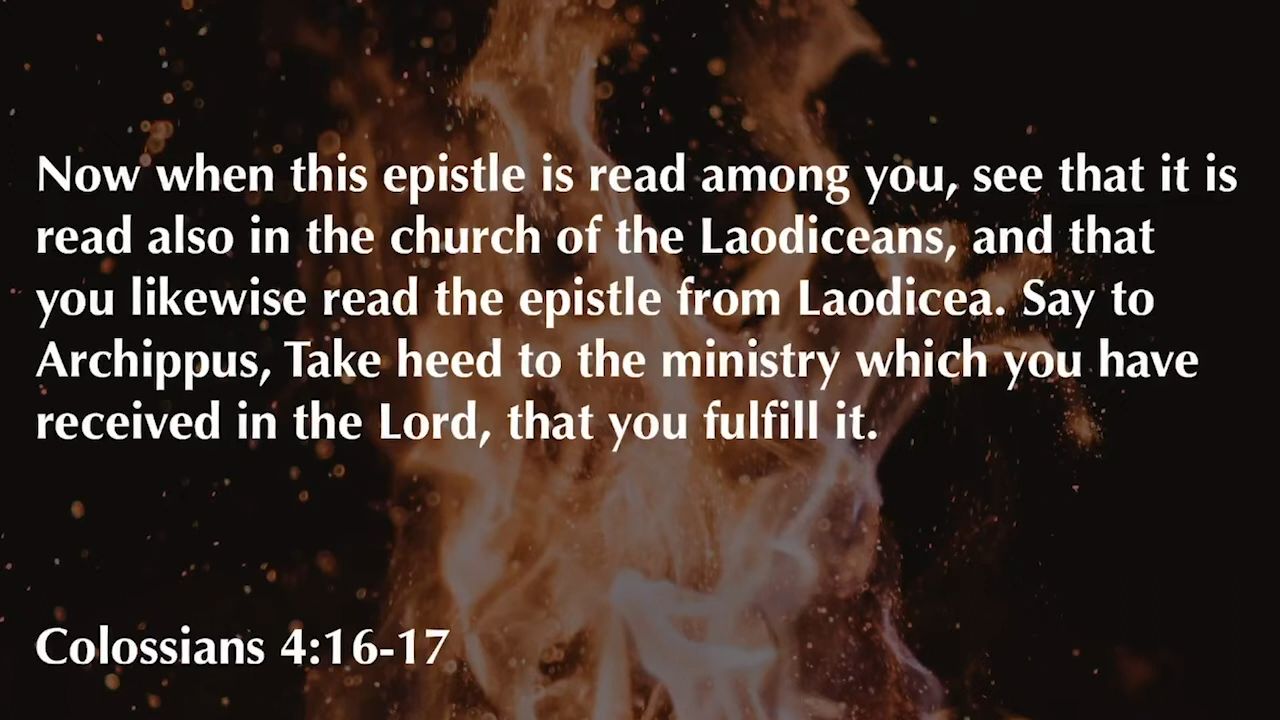 Now when this epistle is read among you, see that it is
read also in the church of the Laodiceans, and that
you likewise read the epistle from Laodicea. Say to
Archippus, Take heed to the ministry which you have
received in the Lord, that you fulfill it.
Colossians 4:16-17